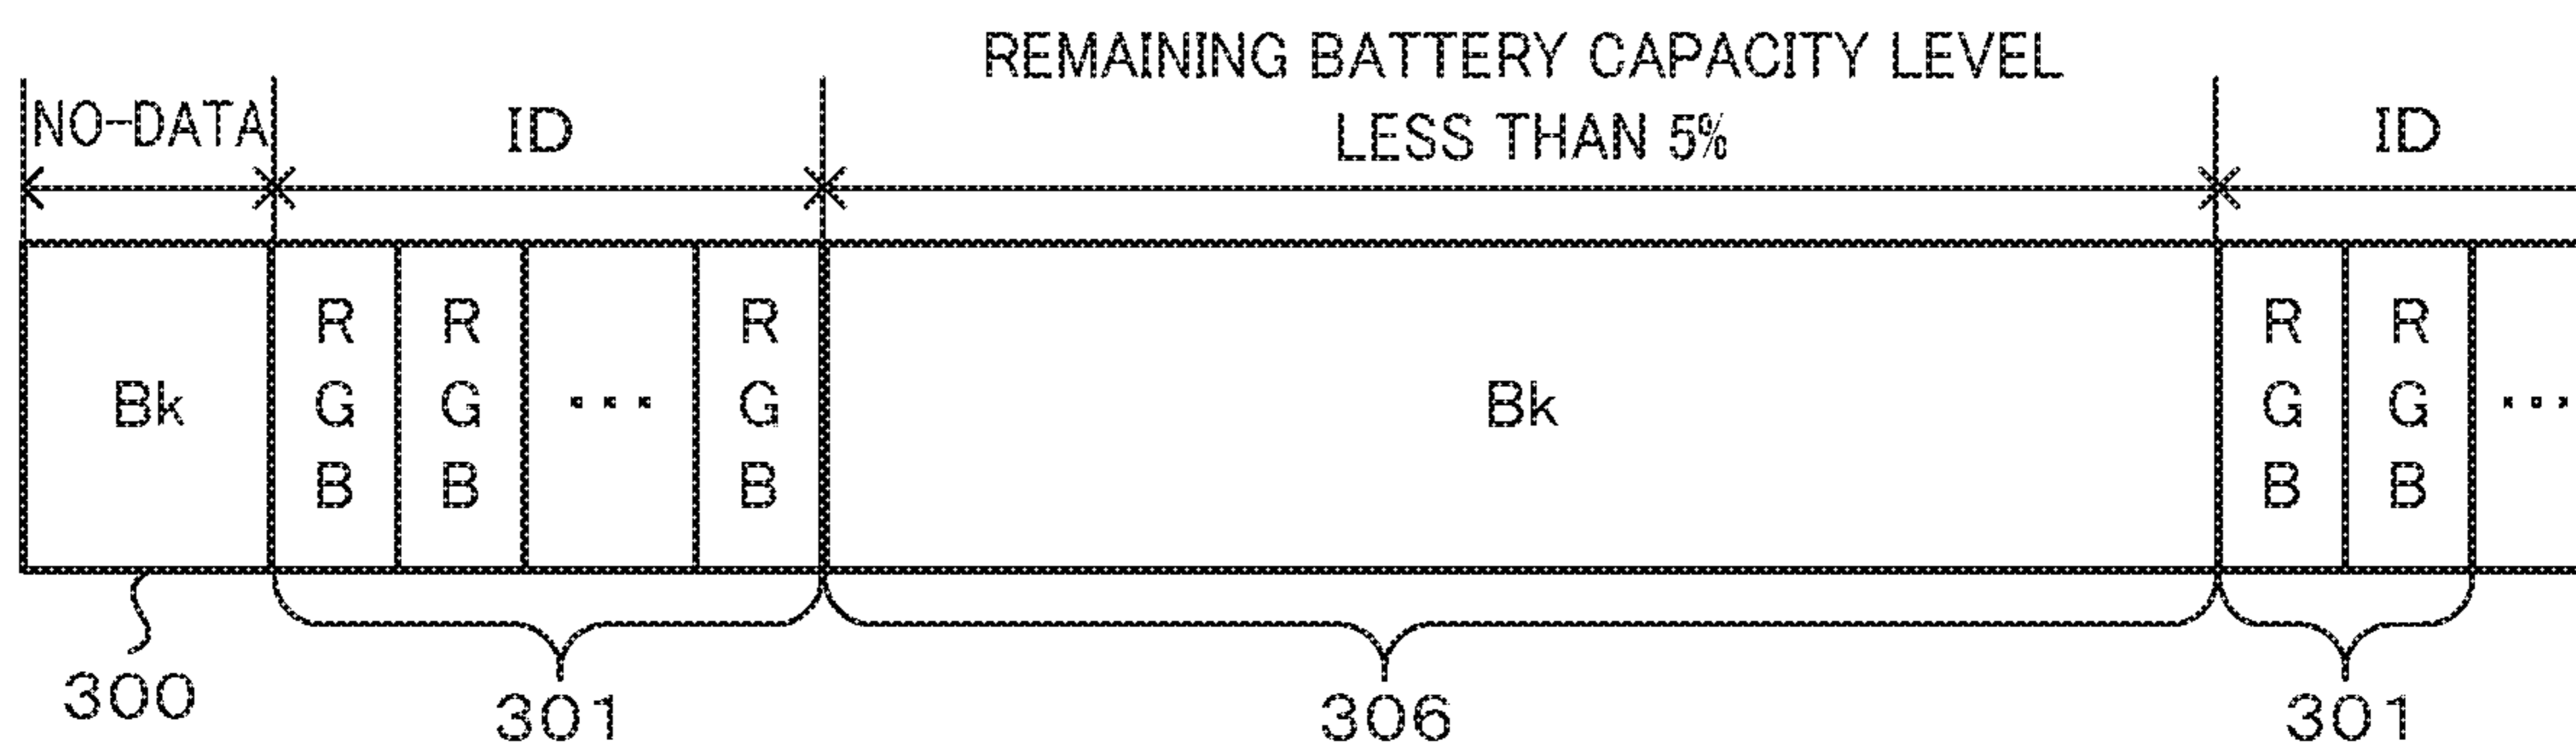 REMAINING BATTERY CAPACITY LEVEL
LESS THAN 5%
NO-DATA
ID
ID
Bk
R
G
B
R
G
B
...
R
G
B
Bk
R
G
B
R
G
B
...
300
301
306
301